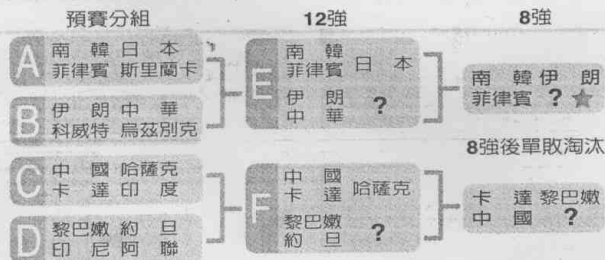 預賽分組 12強 8強
A 南韓 日本
菲律賓 斯里蘭卡
B 伊朗 中華
科威特 烏茲別克
C 中國 哈薩克
卡達 印度
D 黎巴嫩 約旦
印尼 阿聯
E 南韓 日本
菲律賓
伊朗 ?
中華
F 中國 哈薩克
卡達
黎巴嫩 ?
約旦
南韓 伊朗
菲律賓 ?
8強後單敗淘汰
卡達 黎巴嫩
中國 ?